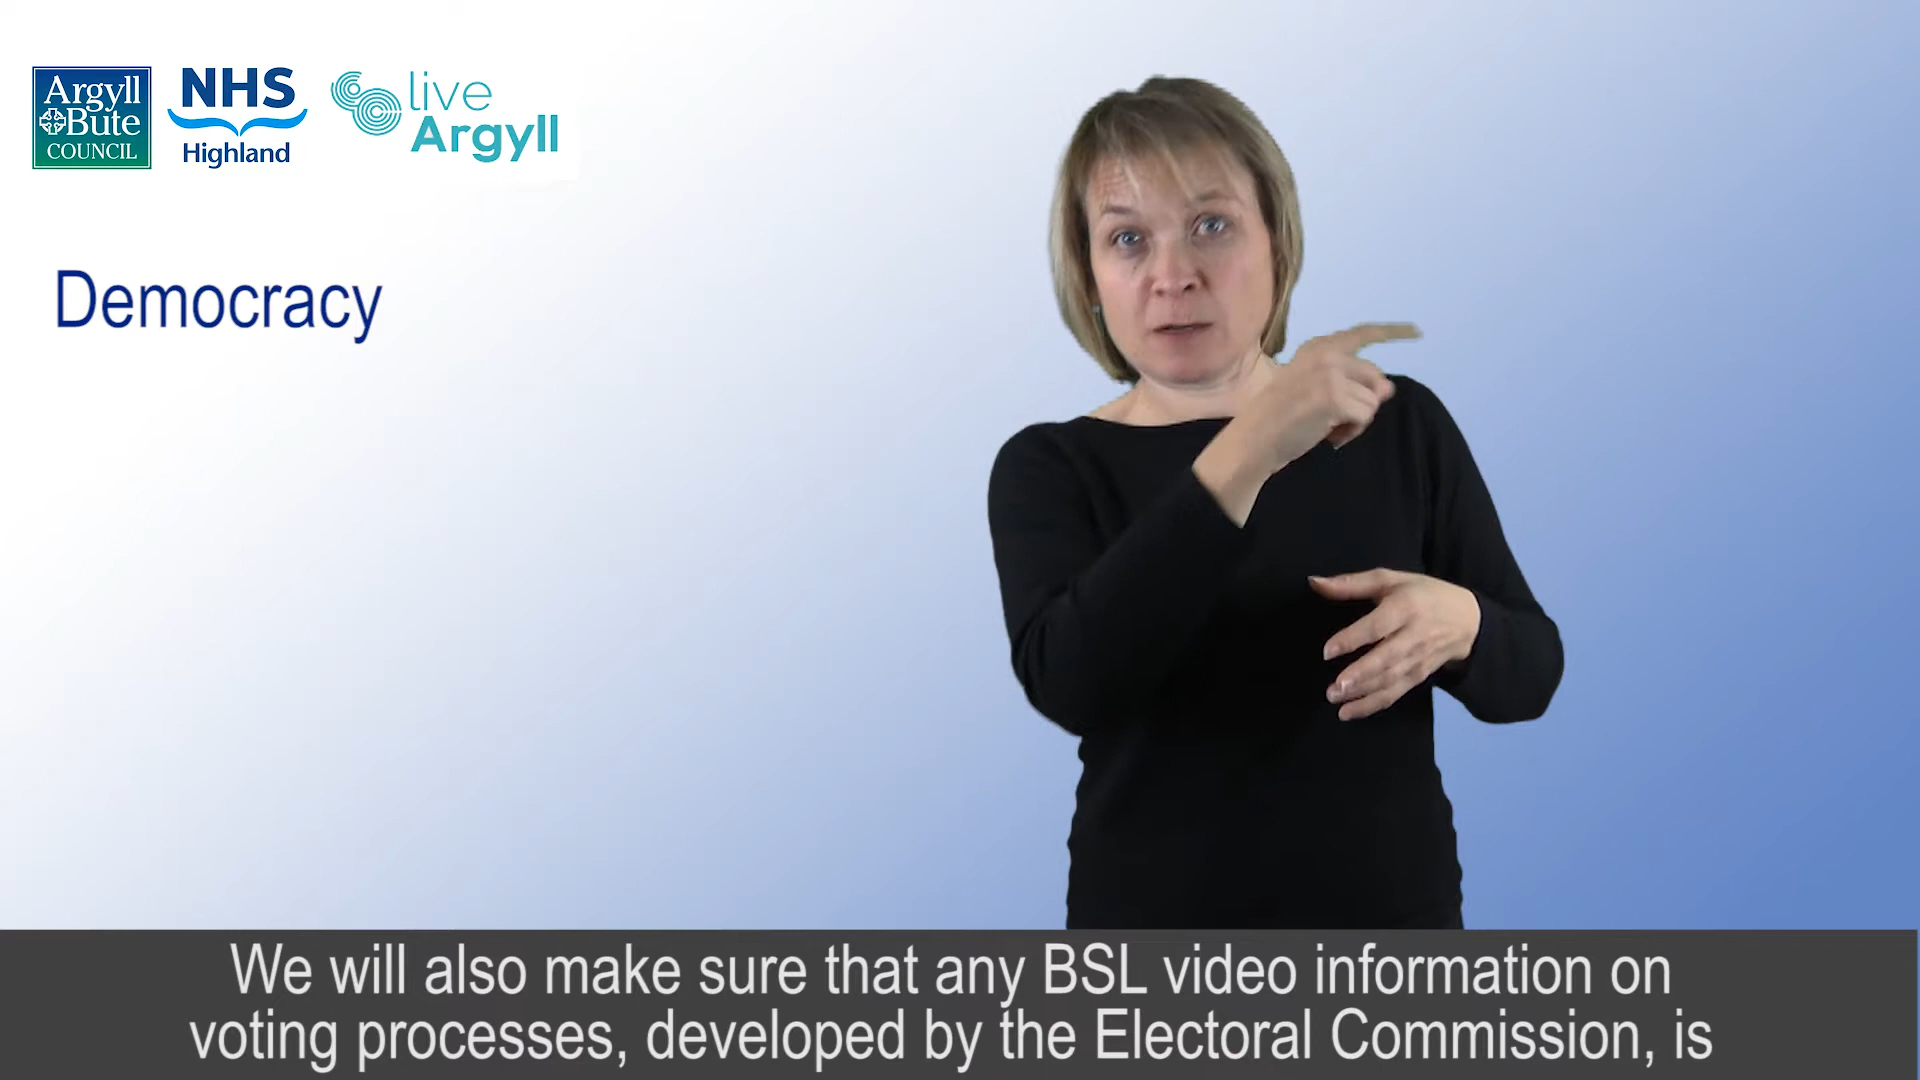 Argyll
&Bute
COUNCIL
NHS
Highland
live
Argyll
Democracy
We will also make sure that any BSL video information on
voting processes, developed by the Electoral Commission, is